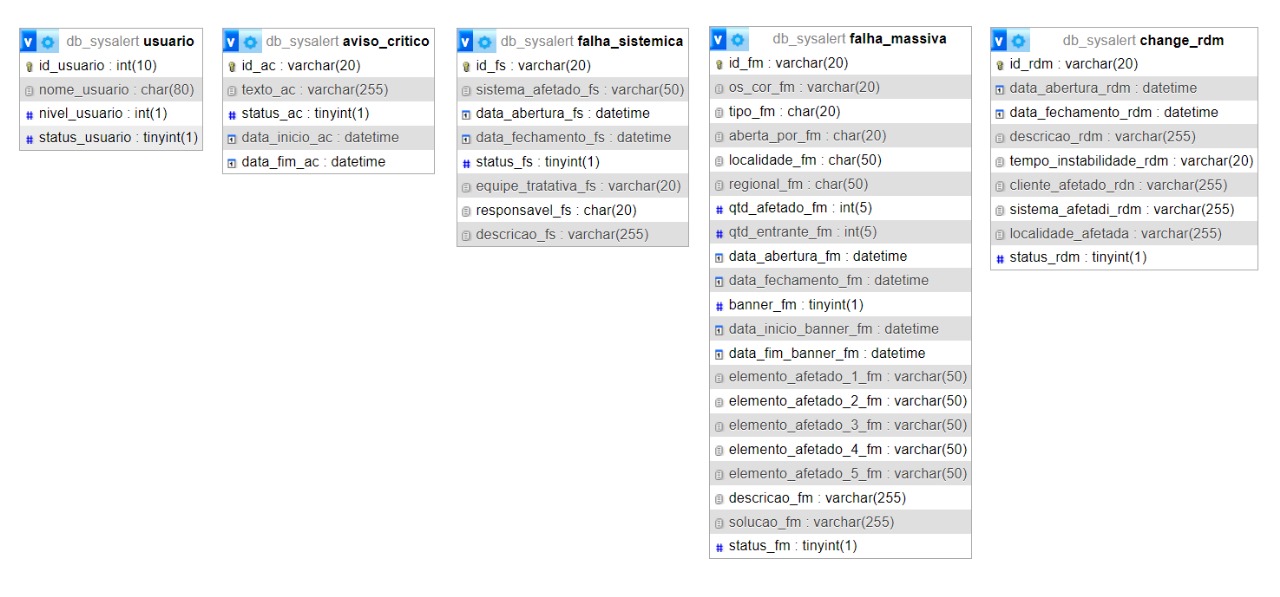 db_sysalert usuario
id_usuario : int(10)
nome_usuario : char(80)
nivel_usuario : int(1)
status_usuario : tinyint(1)
db_sysalert aviso_critico
id_ac : varchar(20)
texto_ac : varchar(255)
status_ac : tinyint(1)
data_inicio_ac : datetime
data_fim_ac : datetime
db_sysalert falha_sistemica
id_fs : varchar(20)
sistema_afetado_fs : varchar(50)
data_abertura_fs : datetime
data_fechamento_fs : datetime
status_fs : tinyint(1)
equipe_tratativa_fs : varchar(20)
responsavel_fs : char(20)
descricao_fs : varchar(255)
db_sysalert falha_massiva
id_fm : varchar(20)
os_cor_fm : varchar(20)
tipo_fm : char(20)
aberta_por_fm : char(20)
localidade_fm : char(50)
regional_fm : char(50)
qtd_afetado_fm : int(5)
qtd_entrante_fm : int(5)
data_abertura_fm : datetime
data_fechamento_fm : datetime
banner_fm : tinyint(1)
data_inicio_banner_fm : datetime
data_fim_banner_fm : datetime
elemento_afetado_1_fm : varchar(50)
elemento_afetado_2_fm : varchar(50)
elemento_afetado_3_fm : varchar(50)
elemento_afetado_4_fm : varchar(50)
elemento_afetado_5_fm : varchar(50)
descricao_fm : varchar(255)
solucao_fm : varchar(255)
status_fm : tinyint(1)
db_sysalert change_rdm
id_rdm : varchar(20)
data_abertura_rdm : datetime
data_fechamento_rdm : datetime
descricao_rdm : varchar(255)
tempo_instabilidade_rdm : varchar(20)
cliente_afetado_rdn : varchar(255)
sistema_afetadi_rdm : varchar(255)
localidade_afetada : varchar(255)
status_rdm : tinyint(1)